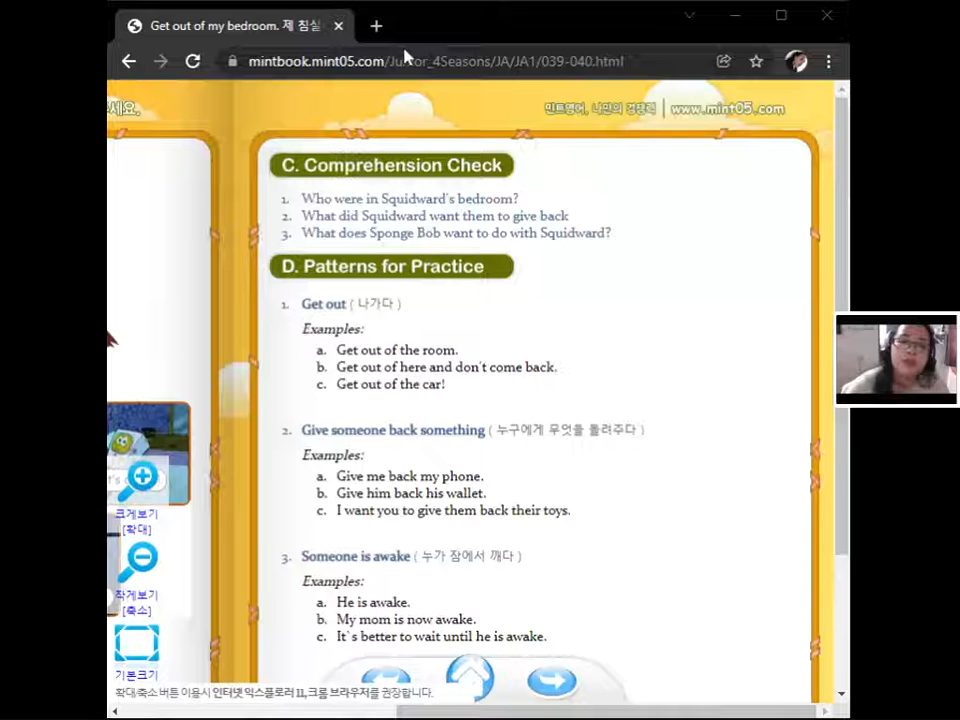 Get out of my bedroom. 제 침실
mintbook.mint05.com/Junior_4Seasons/JA/JA1/039-040.html
세요.
민트영어, 나만의 경쟁력 | www.mint05.com
C. Comprehension Check
1. Who were in Squidward's bedroom?
2. What did Squidward want them to give back
3. What does Sponge Bob want to do with Squidward?
D. Patterns for Practice
1. Get out ( 나가다 )
Examples:
a. Get out of the room.
b. Get out of here and don't come back.
c. Get out of the car!
2. Give someone back something ( 누구에게 무엇을 돌려주다 )
Examples:
a. Give me back my phone.
b. Give him back his wallet.
c. I want you to give them back their toys.
3. Someone is awake ( 누가 잠에서 깨다 )
Examples:
a. He is awake.
b. My mom is now awake.
c. It`s better to wait until he is awake.
크게보기
[확대]
작게보기
[축소]
기본크기
확대/축소 버튼 이용시 인터넷 익스플로러 11, 크롬 브라우저를 권장합니다.